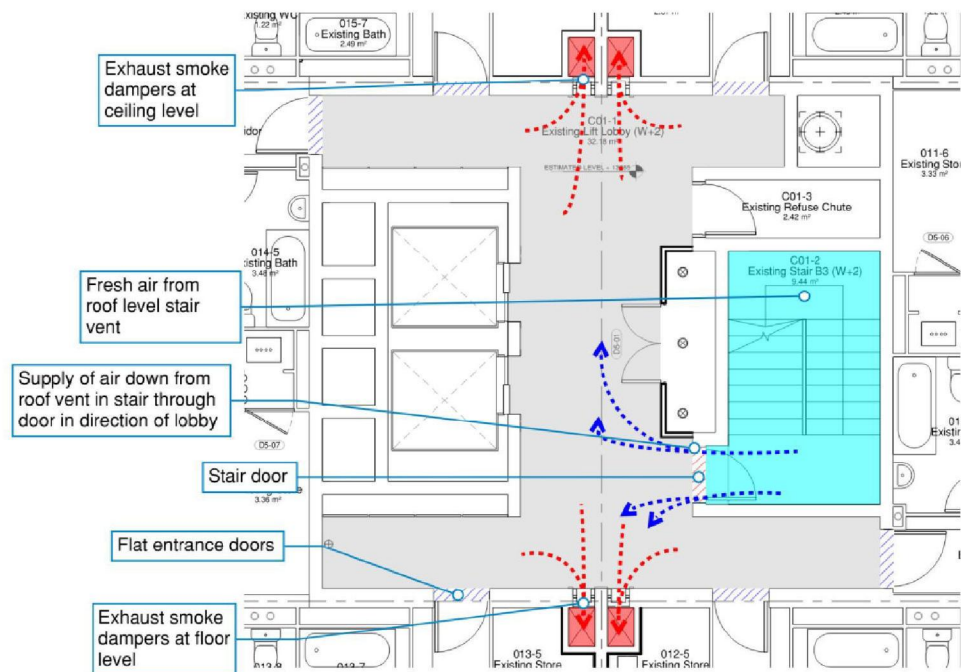 015-7
Existing Bath
2.49 m²
Exhaust smoke
dampers at
ceiling level
C01-1
Existing Lift Lobby (W+2)
32.18 m²
011-6
Existing Sto
3.33 m²
C01-3
Existing Refuse Chute
2.42 m²
D5-06
014-5
xisting Bath
3.48 m²
C01-2
Existing Stair B3 (W+2)
9.44 m²
Fresh air from
roof level stair
vent
D5-01
Supply of air down from
roof vent in stair through
door in direction of lobby
D5-07
Stair door
3.36 m²
Flat entrance doors
Exhaust smoke
dampers at floor
level
013-5
Existing Store
012-5
Existing Store